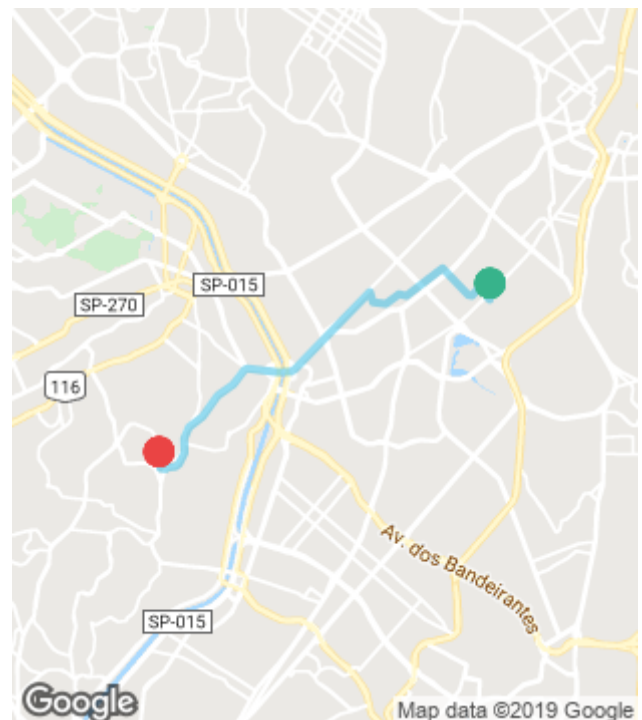 SP-015
SP-270
116
Av. dos Bandeirantes
SP-015
Google
Map data ©2019 Google